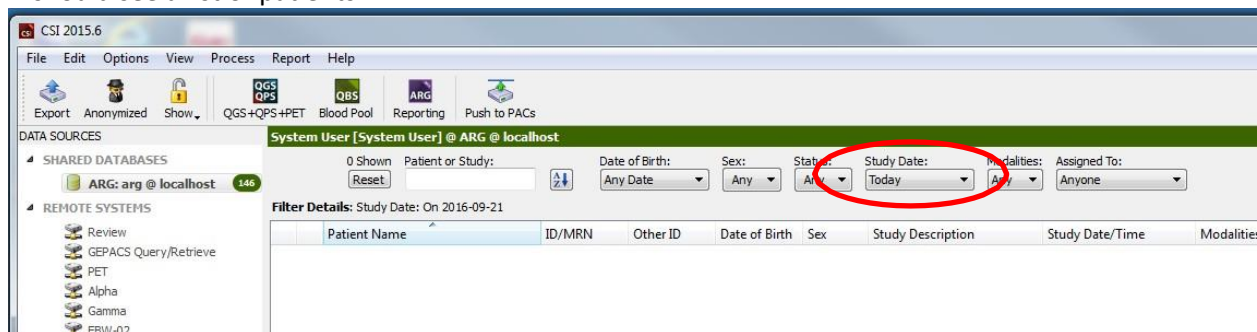 CSI 2015.6
File Edit Options View Process Report Help
QGS QPS QBS ARG
Export Anonymized Show QGS+QPS+PET Blood Pool Reporting Push to PACs
DATA SOURCES
System User [System User] @ ARG @ localhost
SHARED DATABASES
ARG: arg @ localhost 146
REMOTE SYSTEMS
Review
GEPACS Query/Retrieve
PET
Alpha
Gamma
FBW-02
0 Shown Patient or Study: Date of Birth: Sex: Status: Study Date: Modalities: Assigned To:
Reset Any Date Any Any Today Any Anyone
Filter Details: Study Date: On 2016-09-21
Patient Name ID/MRN Other ID Date of Birth Sex Study Description Study Date/Time Modalities